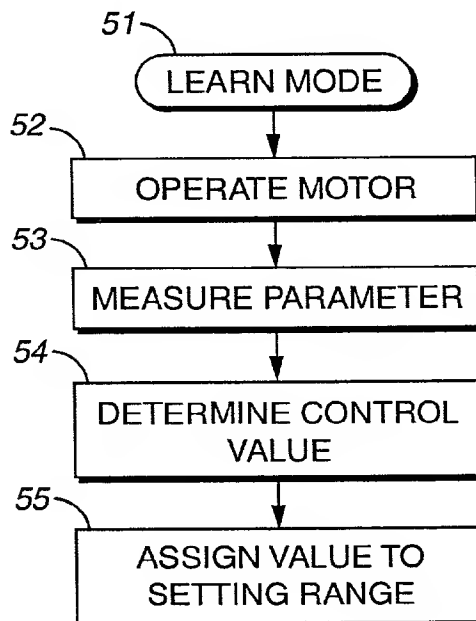 51
LEARN MODE
52
OPERATE MOTOR
53
MEASURE PARAMETER
54
DETERMINE CONTROL
VALUE
55
ASSIGN VALUE TO
SETTING RANGE